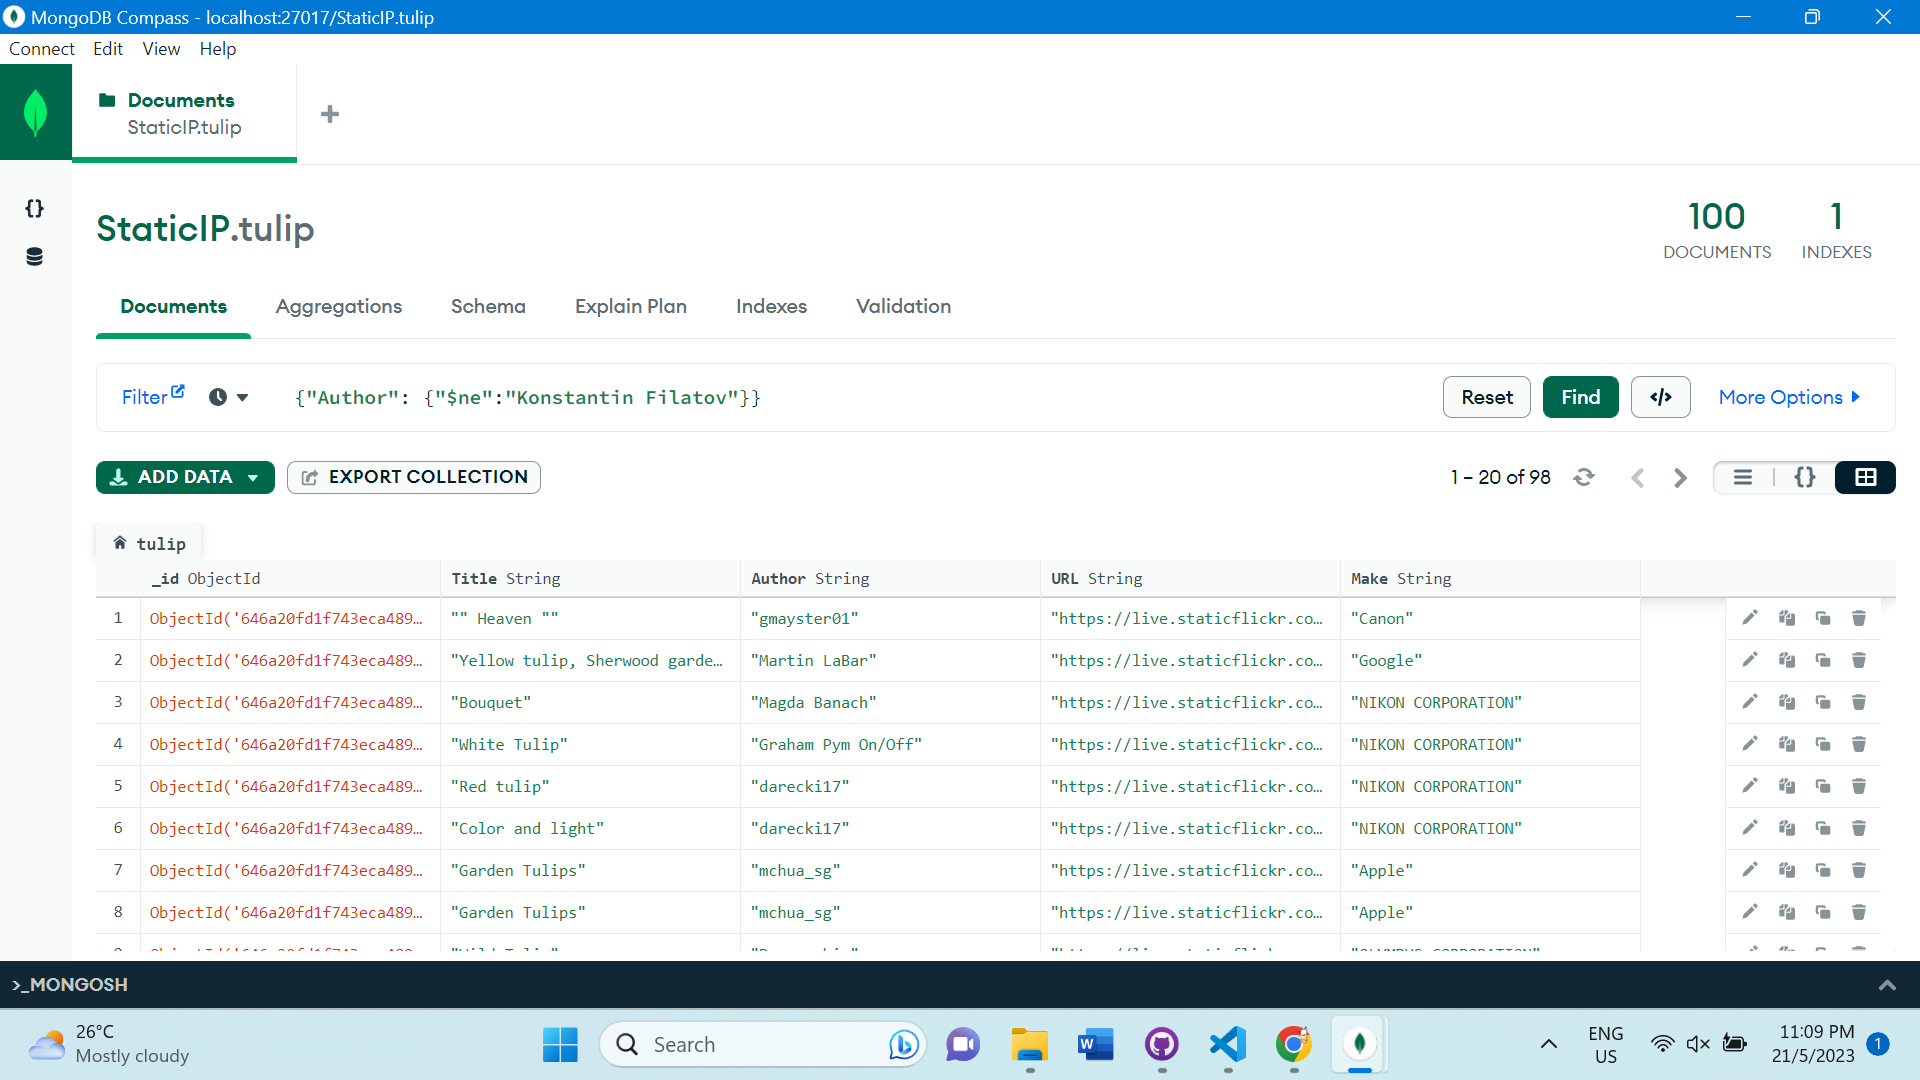 MongoDB Compass - localhost:27017/StaticIP.tulip
Connect Edit View Help
Documents
StaticIP.tulip
StaticIP.tulip
100 1
DOCUMENTS INDEXES
Documents Aggregations Schema Explain Plan Indexes Validation
Filter {"Author": {"$ne":"Konstantin Filatov"}} Reset Find </> More Options
ADD DATA EXPORT COLLECTION 1 – 20 of 98 {}
tulip
_id ObjectId Title String Author String URL String Make String
1 ObjectId('646a20fd1f743eca489… "" Heaven "" "gmayster01" "https://live.staticflickr.co… "Canon"
2 ObjectId('646a20fd1f743eca489… "Yellow tulip, Sherwood garde… "Martin LaBar" "https://live.staticflickr.co… "Google"
3 ObjectId('646a20fd1f743eca489… "Bouquet" "Magda Banach" "https://live.staticflickr.co… "NIKON CORPORATION"
4 ObjectId('646a20fd1f743eca489… "White Tulip" "Graham Pym On/Off" "https://live.staticflickr.co… "NIKON CORPORATION"
5 ObjectId('646a20fd1f743eca489… "Red tulip" "darecki17" "https://live.staticflickr.co… "NIKON CORPORATION"
6 ObjectId('646a20fd1f743eca489… "Color and light" "darecki17" "https://live.staticflickr.co… "NIKON CORPORATION"
7 ObjectId('646a20fd1f743eca489… "Garden Tulips" "mchua_sg" "https://live.staticflickr.co… "Apple"
8 ObjectId('646a20fd1f743eca489… "Garden Tulips" "mchua_sg" "https://live.staticflickr.co… "Apple"
>_MONGOSH
26°C
Mostly cloudy
Search
ENG
US
11:09 PM
21/5/2023
1